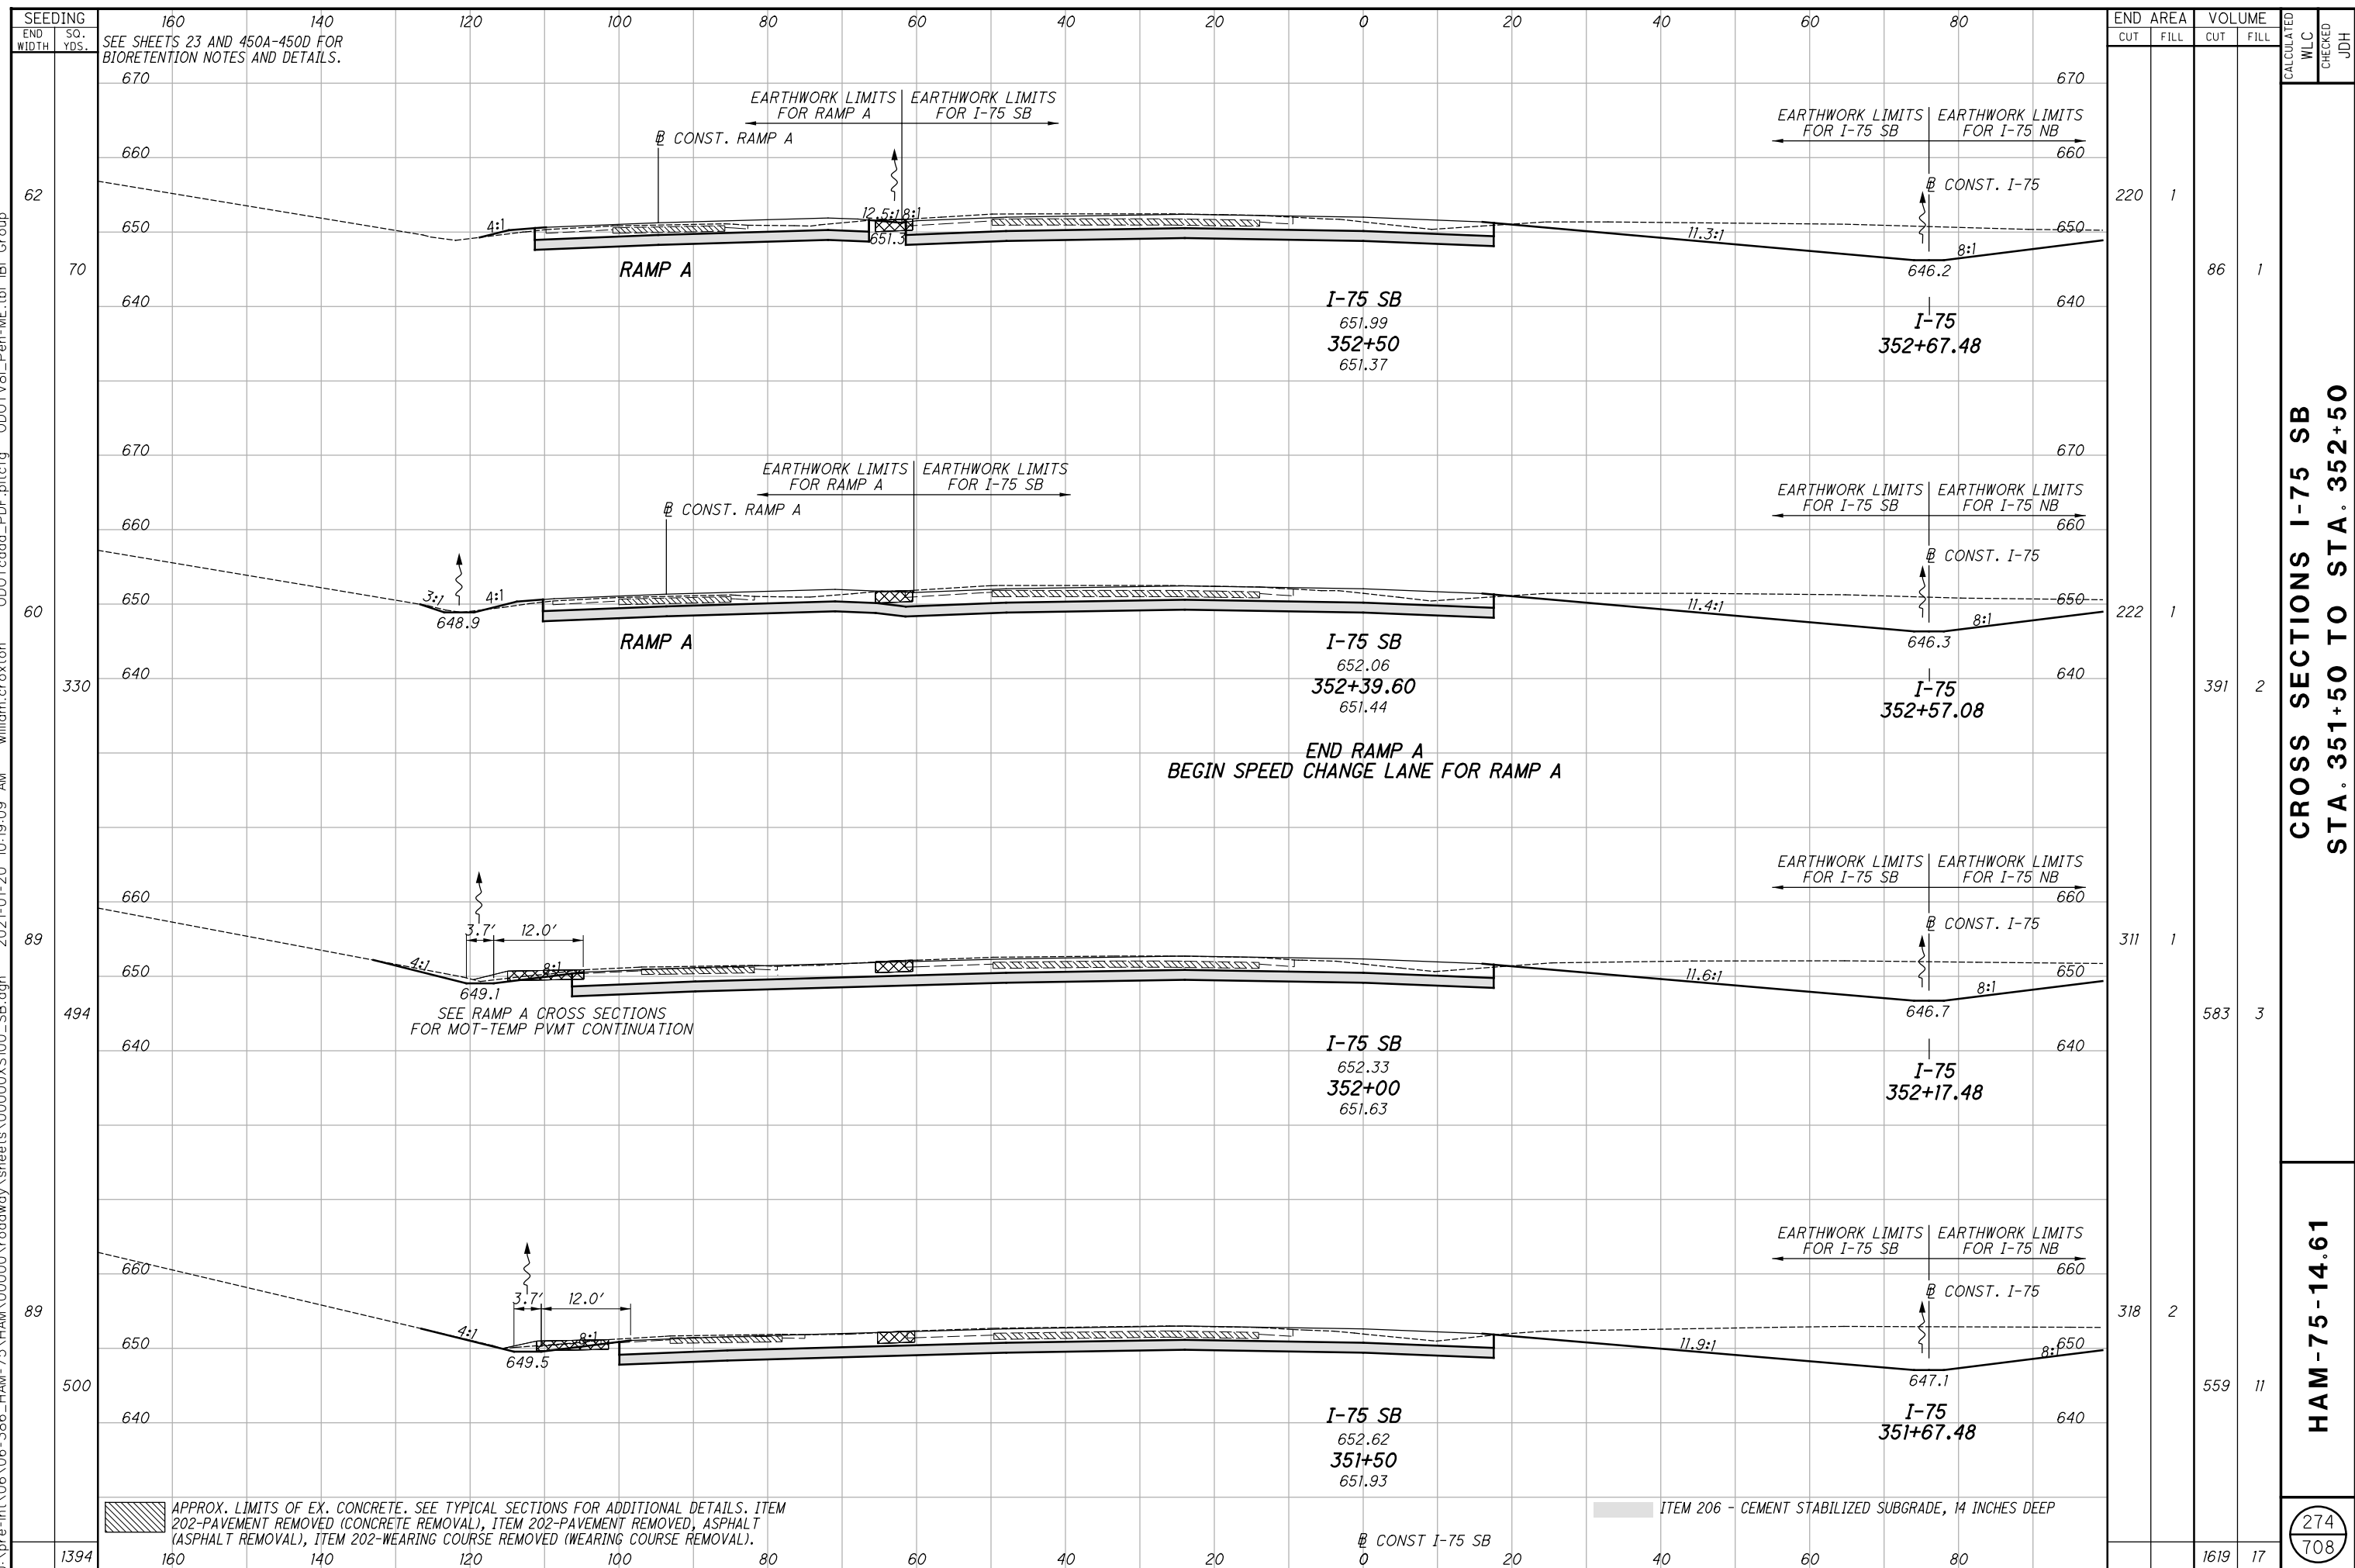 SEEDING
END WIDTH
SQ. YDS.
160 140 120 100 80 60 40 20 0 20 40 60 80
END AREA
VOLUME
CUT FILL CUT FILL
CALCULATED
WLC
CHECKED
JDH
SEE SHEETS 23 AND 450A-450D FOR
BIORETENTION NOTES AND DETAILS.
670 670
EARTHWORK LIMITS
FOR RAMP A
EARTHWORK LIMITS
FOR I-75 SB
EARTHWORK LIMITS
FOR I-75 SB
EARTHWORK LIMITS
FOR I-75 NB
℄ CONST. RAMP A
660 660
℄ CONST. I-75
62
220 1
4:1
12.5:1
8:1
650 650
651.3
11.3:1
8:1
646.2
RAMP A
70
86 1
640 640
I-75 SB
651.99
352+50
651.37
I-75
352+67.48
670 670
EARTHWORK LIMITS
FOR RAMP A
EARTHWORK LIMITS
FOR I-75 SB
EARTHWORK LIMITS
FOR I-75 SB
EARTHWORK LIMITS
FOR I-75 NB
℄ CONST. RAMP A
660 660
℄ CONST. I-75
3:1
4:1
650 650
60
648.9
11.4:1
8:1
646.3
222 1
RAMP A
I-75 SB
652.06
352+39.60
651.44
640 640
I-75
352+57.08
330
391 2
END RAMP A
BEGIN SPEED CHANGE LANE FOR RAMP A
EARTHWORK LIMITS
FOR I-75 SB
EARTHWORK LIMITS
FOR I-75 NB
660 660
℄ CONST. I-75
3.7' 12.0'
89
311 1
4:1
8:1
650 650
649.1
11.6:1
8:1
646.7
SEE RAMP A CROSS SECTIONS
FOR MOT-TEMP PVMT CONTINUATION
494
583 3
640 640
I-75 SB
652.33
352+00
651.63
I-75
352+17.48
EARTHWORK LIMITS
FOR I-75 SB
EARTHWORK LIMITS
FOR I-75 NB
660 660
℄ CONST. I-75
3.7' 12.0'
89
318 2
4:1
8:1
650 650
649.5
11.9:1
8:1
647.1
500
559 11
640 640
I-75 SB
652.62
351+50
651.93
I-75
351+67.48
APPROX. LIMITS OF EX. CONCRETE. SEE TYPICAL SECTIONS FOR ADDITIONAL DETAILS. ITEM
202-PAVEMENT REMOVED (CONCRETE REMOVAL), ITEM 202-PAVEMENT REMOVED, ASPHALT
(ASPHALT REMOVAL), ITEM 202-WEARING COURSE REMOVED (WEARING COURSE REMOVAL).
ITEM 206 - CEMENT STABILIZED SUBGRADE, 14 INCHES DEEP
℄ CONST I-75 SB
1394
160 140 120 100 80 60 40 20 0 20 40 60 80
1619 17
CROSS SECTIONS I-75 SB
STA. 351+50 TO STA. 352+50
HAM-75-14.61
274
708
2021-01-20 10:19:09 AM
william.croxton